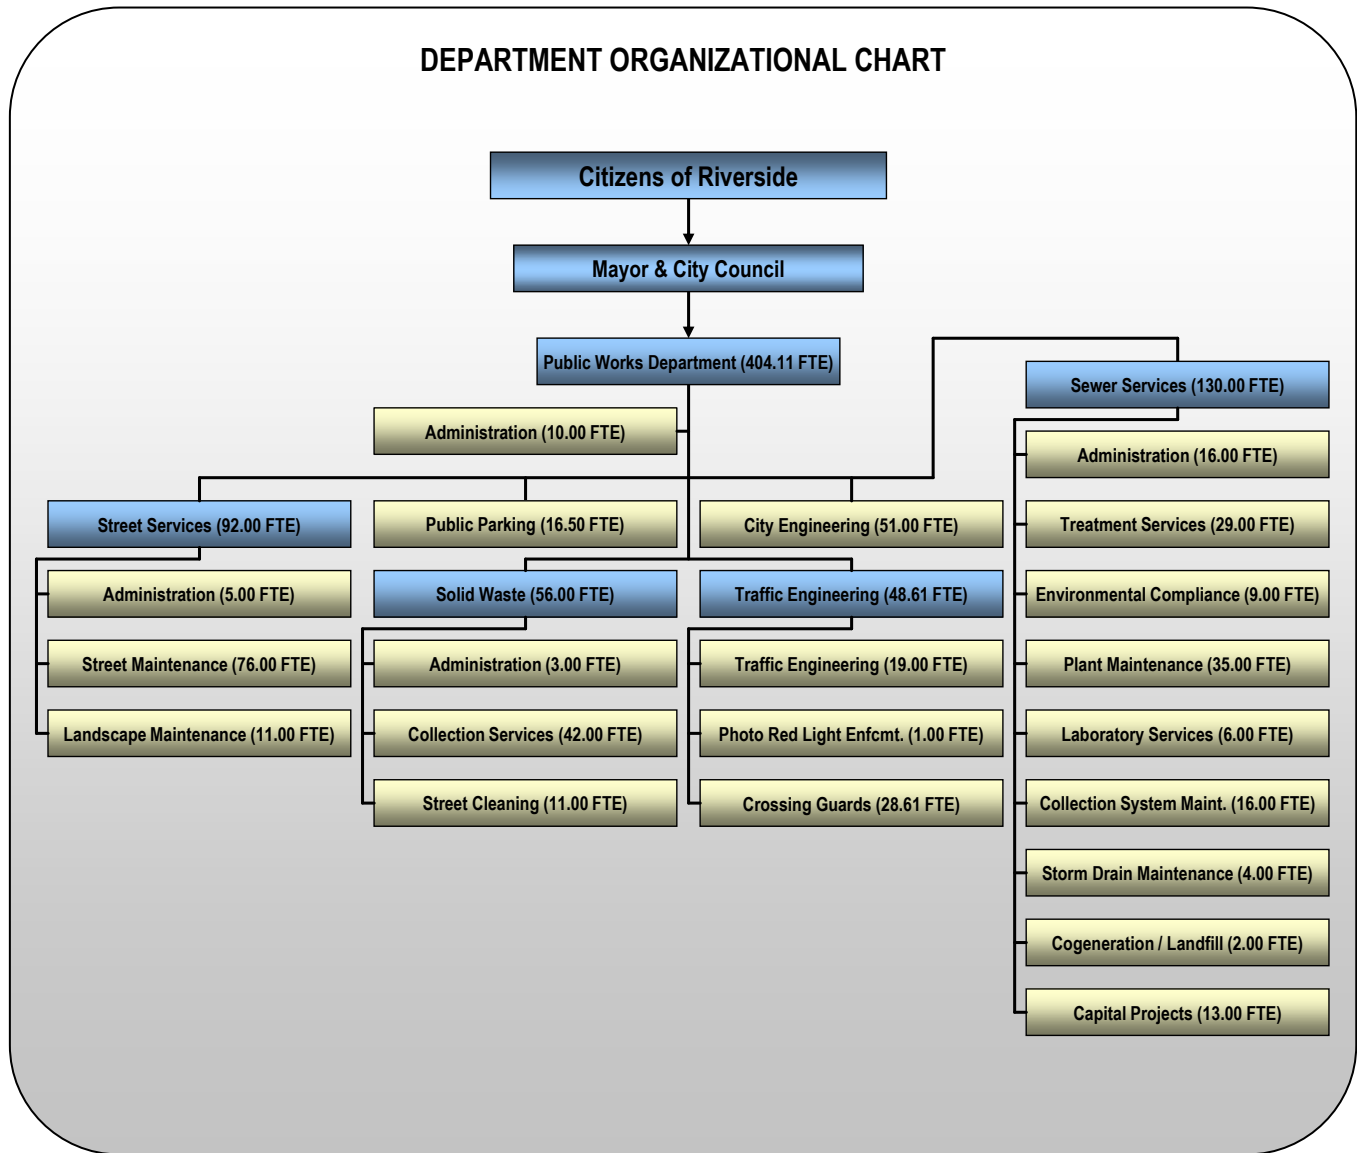 DEPARTMENT ORGANIZATIONAL CHART
Citizens of Riverside
Mayor & City Council
Public Works Department (404.11 FTE)
Administration (10.00 FTE)
Street Services (92.00 FTE)
Administration (5.00 FTE)
Street Maintenance (76.00 FTE)
Landscape Maintenance (11.00 FTE)
Public Parking (16.50 FTE)
City Engineering (51.00 FTE)
Solid Waste (56.00 FTE)
Administration (3.00 FTE)
Collection Services (42.00 FTE)
Street Cleaning (11.00 FTE)
Traffic Engineering (48.61 FTE)
Traffic Engineering (19.00 FTE)
Photo Red Light Enfcmt. (1.00 FTE)
Crossing Guards (28.61 FTE)
Sewer Services (130.00 FTE)
Administration (16.00 FTE)
Treatment Services (29.00 FTE)
Environmental Compliance (9.00 FTE)
Plant Maintenance (35.00 FTE)
Laboratory Services (6.00 FTE)
Collection System Maint. (16.00 FTE)
Storm Drain Maintenance (4.00 FTE)
Cogeneration / Landfill (2.00 FTE)
Capital Projects (13.00 FTE)